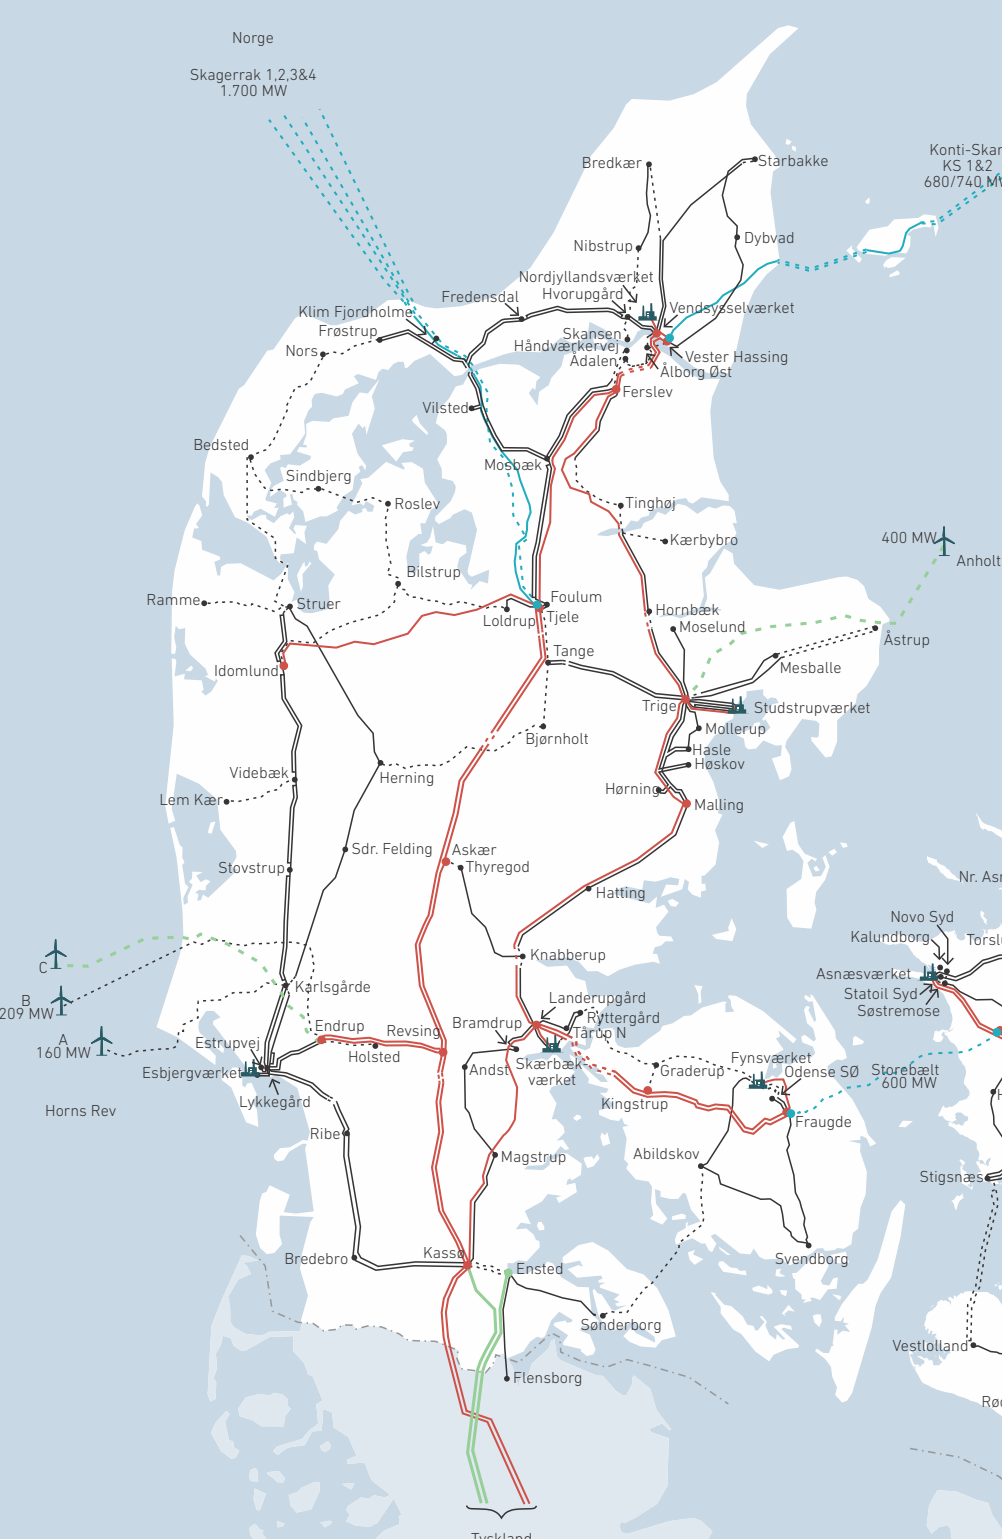 Norge
Skagerrak 1,2,3&4
1.700 MW
Konti-Skan
KS 1&2
680/740 MW
Bredkær
Starbakke
Nibstrup
Dybvad
Nordjyllandsværket
Hvorupgård
Fredensdal
Klim Fjordholme
Vendsysselværket
Frøstrup
Skansen
Håndværkervej
Nors
Ådalen
Vester Hassing
Ålborg Øst
Ferslev
Vilsted
Bedsted
Mosbæk
Sindbjerg
Roslev
Tinghøj
Kærbybro
400 MW
Anholt
Bilstrup
Ramme
Struer
Foulum
Loldrup
Tjele
Hornbæk
Moselund
Åstrup
Tange
Mesballe
Idomlund
Trige
Studstrupværket
Mollerup
Bjørnholt
Hasle
Høskov
Videbæk
Herning
Hørning
Lem Kær
Malling
Sdr. Felding
Askær
Thyregod
Stovstrup
Nr. Asm
Hatting
Novo Syd
Kalundborg
Torslu
Knabberup
C
Asnæsværket
Karlsgårde
Statoil Syd
B
209 MW
Landerupgård
Søstremose
Ryttergård
Bramdrup
Endrup
Revsing
Tårup N
A
160 MW
Estrupvej
Holsted
Skærbæk-
værket
Fynsværket
Esbjergværket
Andst
Graderup
Odense SØ
Storebælt
600 MW
Lykkegård
Kingstrup
Horns Rev
Fraugde
H
Ribe
Magstrup
Abildskov
Stigsnæs
Bredebro
Kassø
Ensted
Svendborg
Sønderborg
Vestlolland
Flensborg
Rød
Tyskland